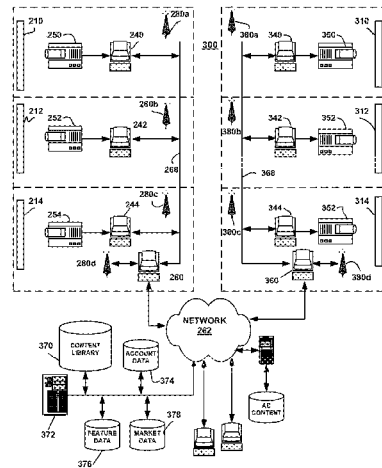 210
250
240
280a
300
380a
340
350
312
212
252
242
260b
268
380b
342
352
312
368
214
254
244
280c
280d
260
380c
344
352
314
360
380d
NETWORK
262
370
CONTENT
LIBRARY
ACCOUNT
DATA
374
372
FEATURE
DATA
376
MARKET
DATA
378
AD
CONTENT